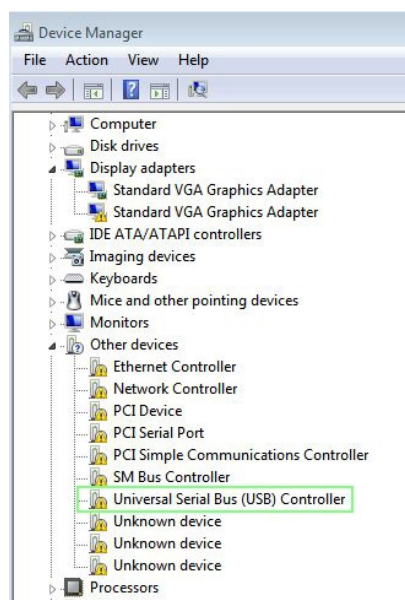 Device Manager
File Action View Help
Computer
Disk drives
Display adapters
Standard VGA Graphics Adapter
Standard VGA Graphics Adapter
IDE ATA/ATAPI controllers
Imaging devices
Keyboards
Mice and other pointing devices
Monitors
Other devices
Ethernet Controller
Network Controller
PCI Device
PCI Serial Port
PCI Simple Communications Controller
SM Bus Controller
Universal Serial Bus (USB) Controller
Unknown device
Unknown device
Unknown device
Processors